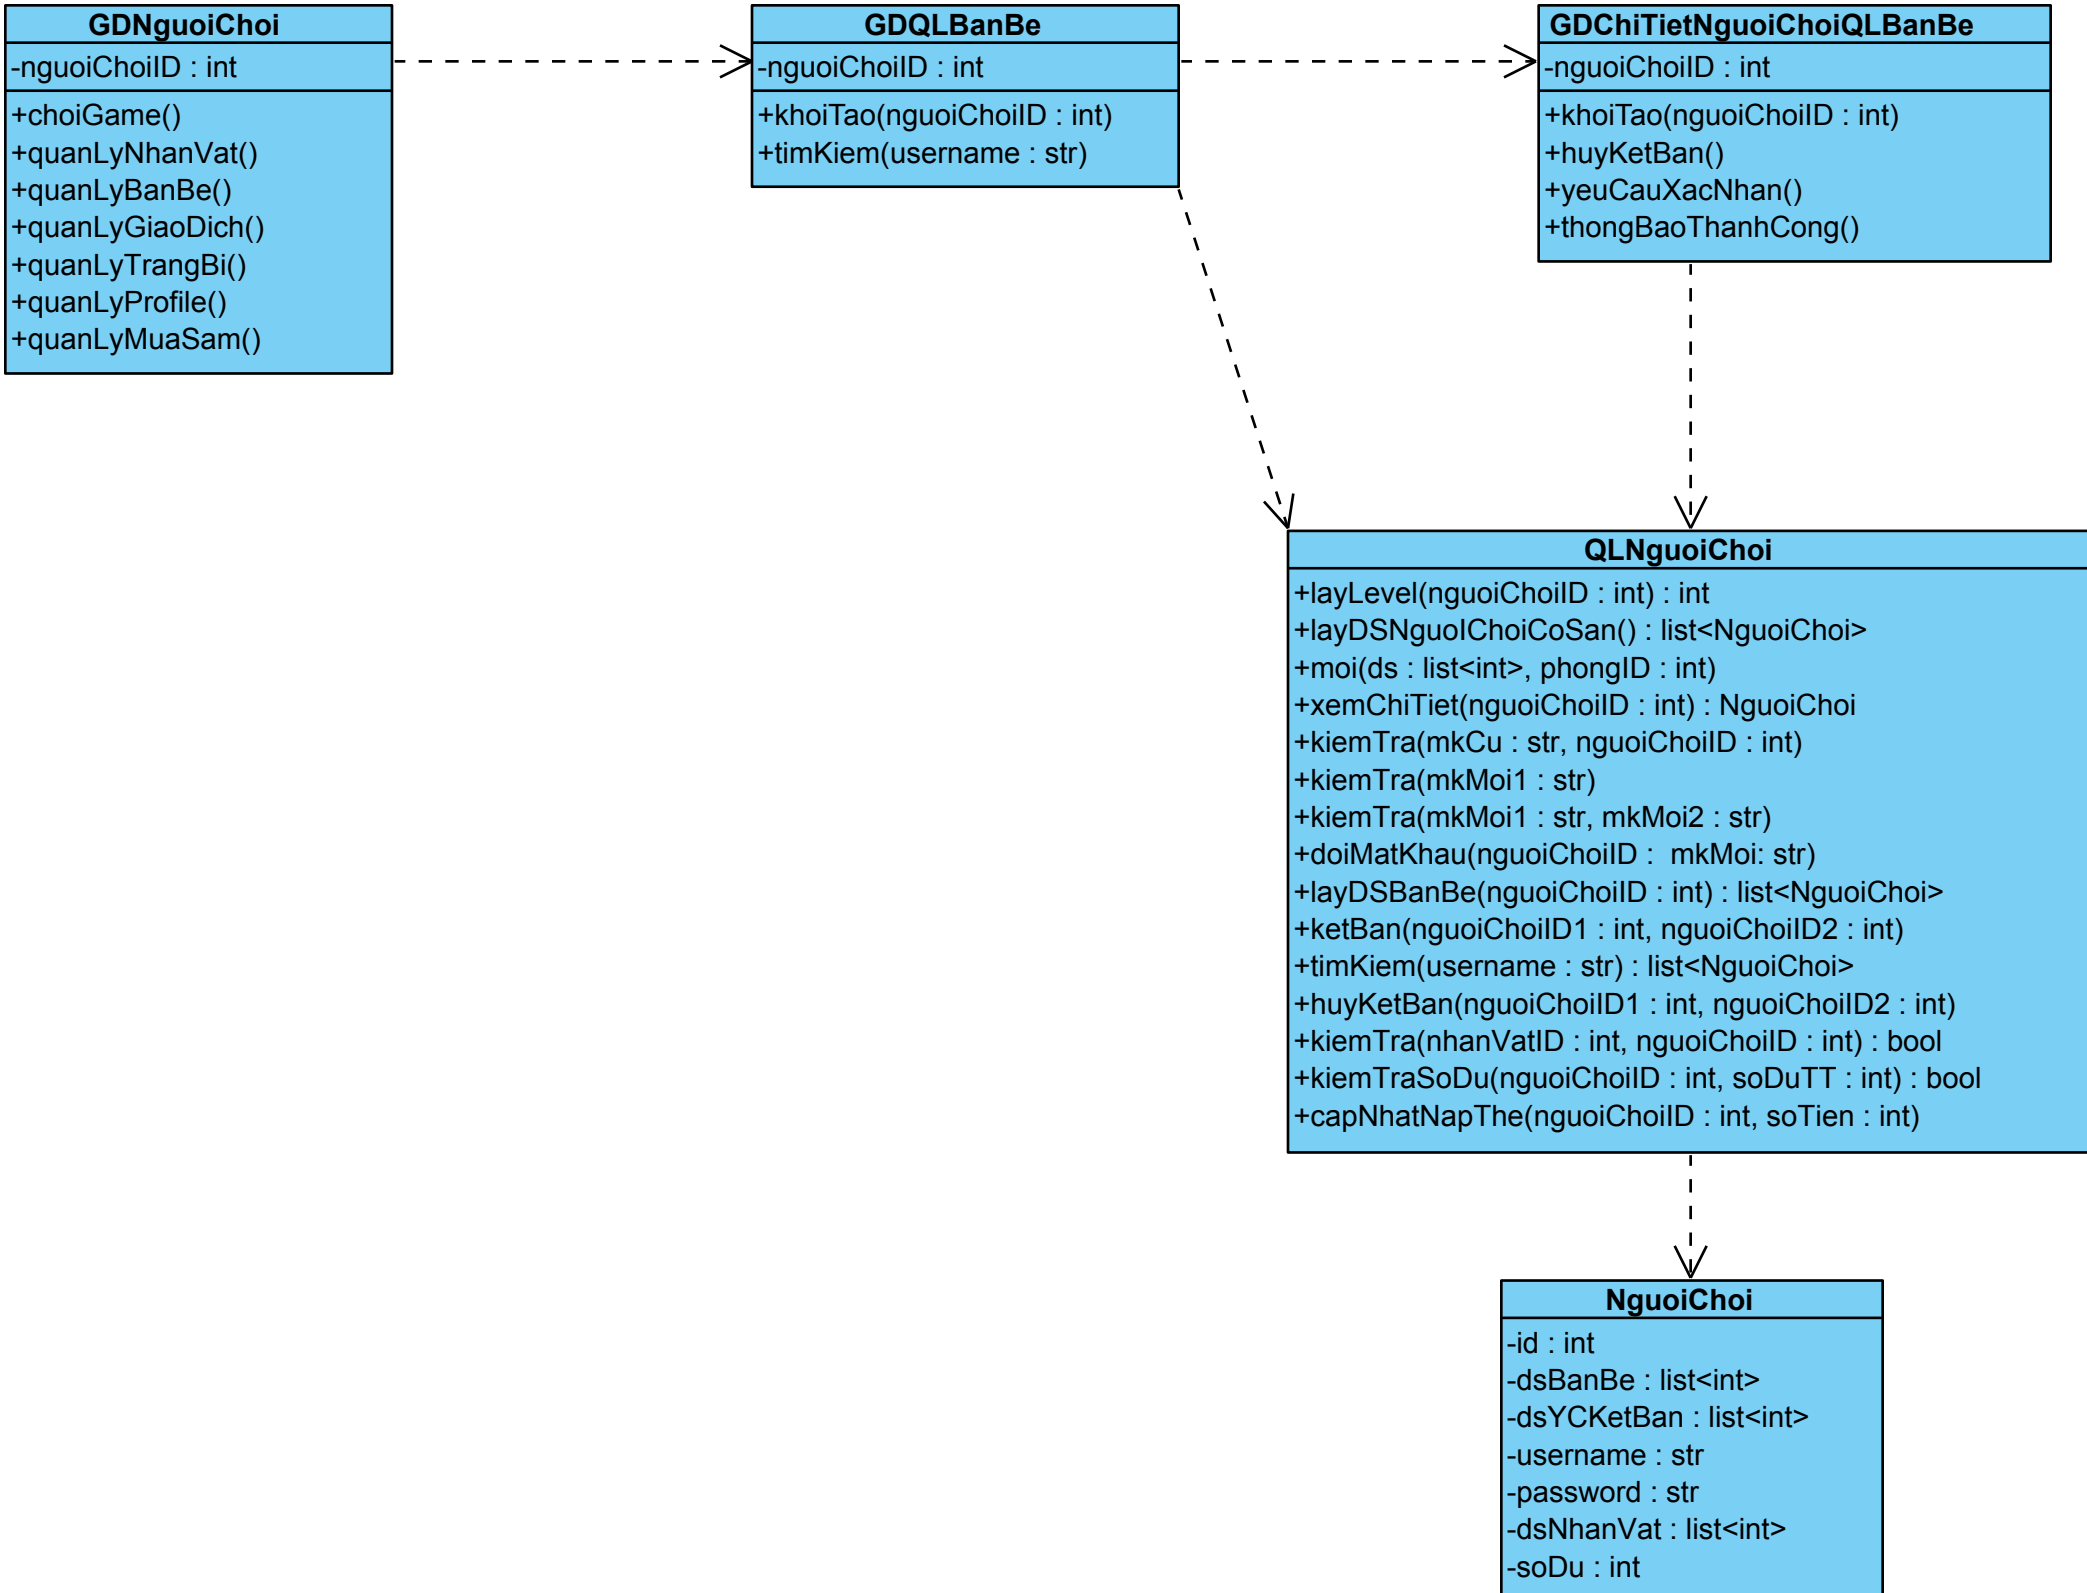 GDNguoiChoi
-nguoiChoiID : int
+choiGame()
+quanLyNhanVat()
+quanLyBanBe()
+quanLyGiaoDich()
+quanLyTrangBi()
+quanLyProfile()
+quanLyMuaSam()
GDQLBanBe
-nguoiChoiID : int
+khoiTao(nguoiChoiID : int)
+timKiem(username : str)
GDChiTietNguoiChoiQLBanBe
-nguoiChoiID : int
+khoiTao(nguoiChoiID : int)
+huyKetBan()
+yeuCauXacNhan()
+thongBaoThanhCong()
QLNguoiChoi
+layLevel(nguoiChoiID : int) : int
+layDSNguoIChoiCoSan() : list<NguoiChoi>
+moi(ds : list<int>, phongID : int)
+xemChiTiet(nguoiChoiID : int) : NguoiChoi
+kiemTra(mkCu : str, nguoiChoiID : int)
+kiemTra(mkMoi1 : str)
+kiemTra(mkMoi1 : str, mkMoi2 : str)
+doiMatKhau(nguoiChoiID :  mkMoi: str)
+layDSBanBe(nguoiChoiID : int) : list<NguoiChoi>
+ketBan(nguoiChoiID1 : int, nguoiChoiID2 : int)
+timKiem(username : str) : list<NguoiChoi>
+huyKetBan(nguoiChoiID1 : int, nguoiChoiID2 : int)
+kiemTra(nhanVatID : int, nguoiChoiID : int) : bool
+kiemTraSoDu(nguoiChoiID : int, soDuTT : int) : bool
+capNhatNapThe(nguoiChoiID : int, soTien : int)
NguoiChoi
-id : int
-dsBanBe : list<int>
-dsYCKetBan : list<int>
-username : str
-password : str
-dsNhanVat : list<int>
-soDu : int